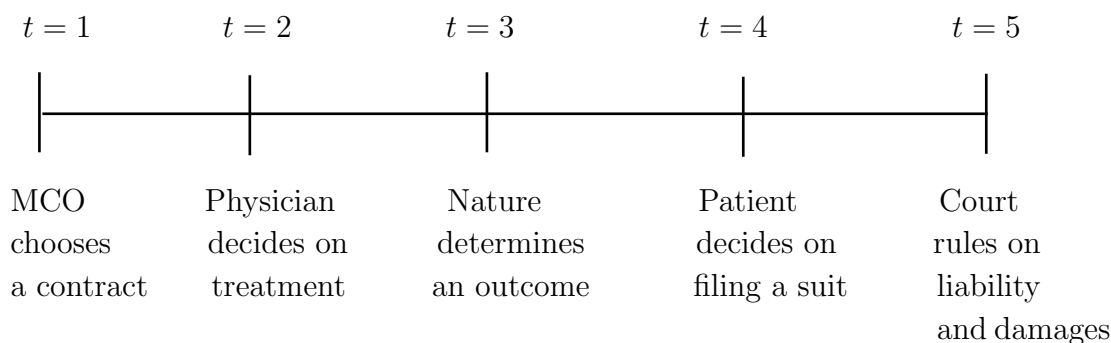 t = 1 t = 2 t = 3 t = 4 t = 5
MCO Physician Nature Patient Court
chooses decides on determines decides on rules on
a contract treatment an outcome filing a suit liability
and damages